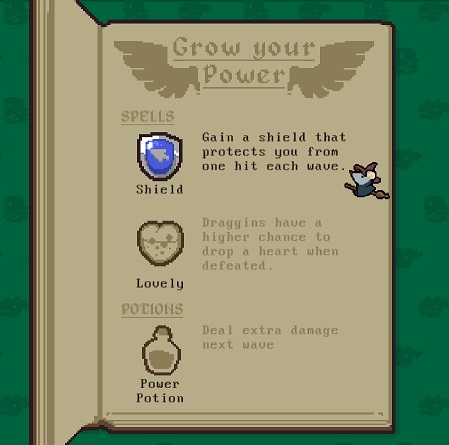 Grow your
Power
SPELLS
Gain a shield that
protects you from
one hit each wave.
Shield
Draggins have a
higher chance to
drop a heart when
defeated.
Lovely
POTIONS
Deal extra damage
next wave
Power
Potion